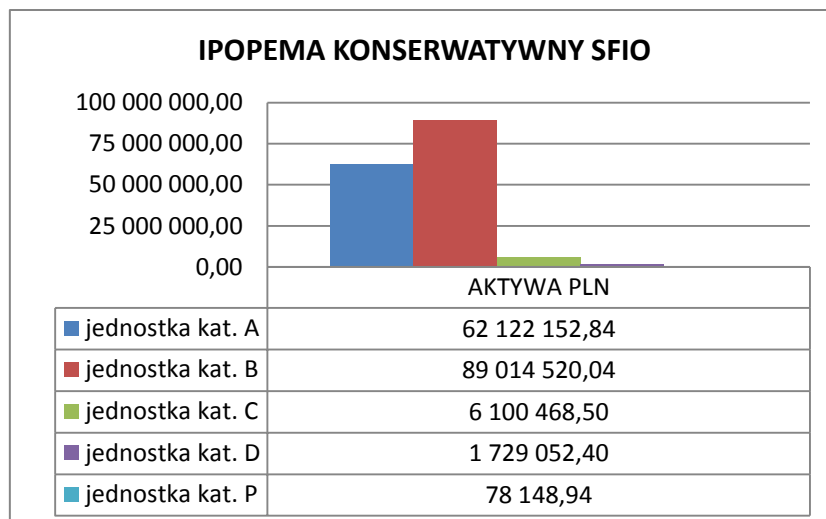 IPOPEMA KONSERWATYWNY SFIO
100 000 000,00
75 000 000,00
50 000 000,00
25 000 000,00
0,00
AKTYWA PLN
jednostka kat. A 62 122 152,84
jednostka kat. B 89 014 520,04
jednostka kat. C 6 100 468,50
jednostka kat. D 1 729 052,40
jednostka kat. P 78 148,94